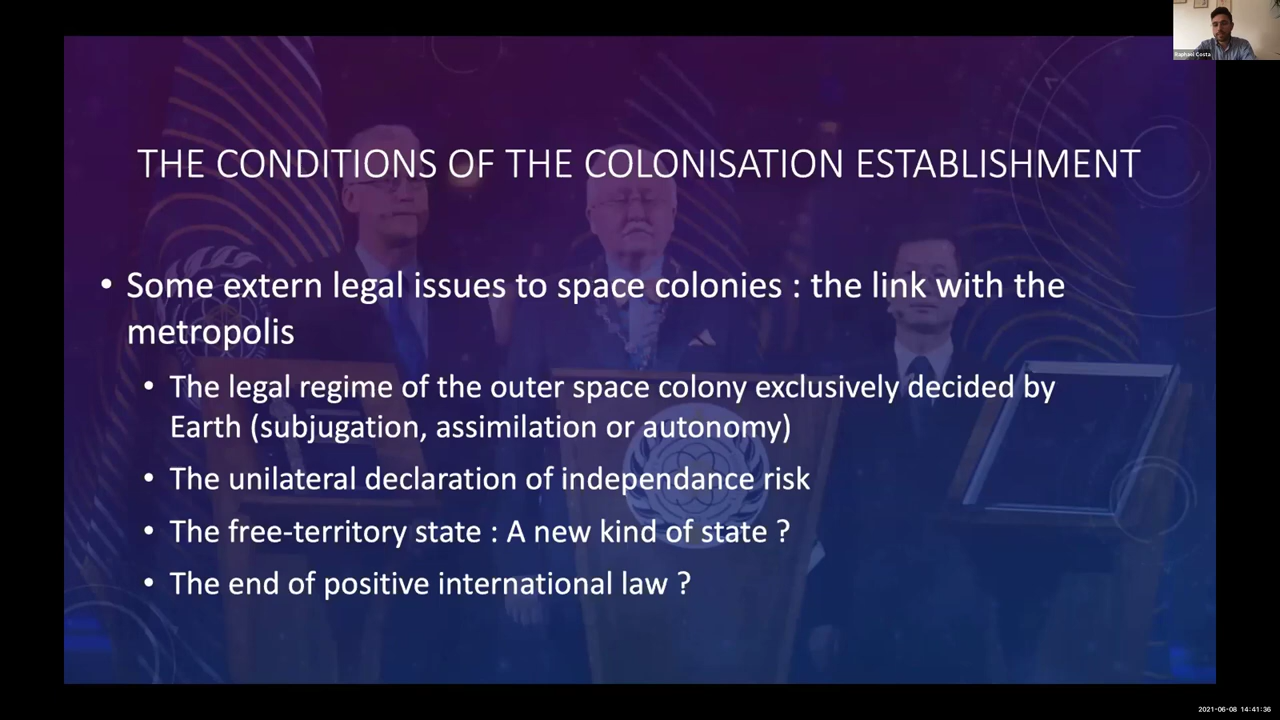 Raphael Costa
THE CONDITIONS OF THE COLONISATION ESTABLISHMENT
• Some extern legal issues to space colonies : the link with the
metropolis
• The legal regime of the outer space colony exclusively decided by
Earth (subjugation, assimilation or autonomy)
• The unilateral declaration of independance risk
• The free-territory state : A new kind of state ?
• The end of positive international law ?
2021-06-08 14:41:36